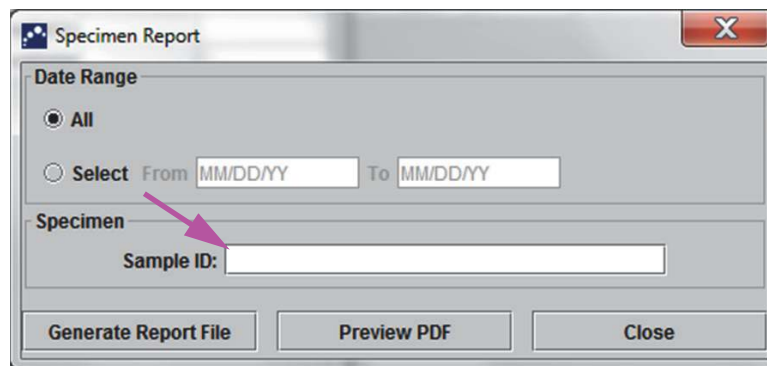 Specimen Report
Date Range
All
Select From MM/DD/YY To MM/DD/YY
Specimen
Sample ID:
Generate Report File Preview PDF Close